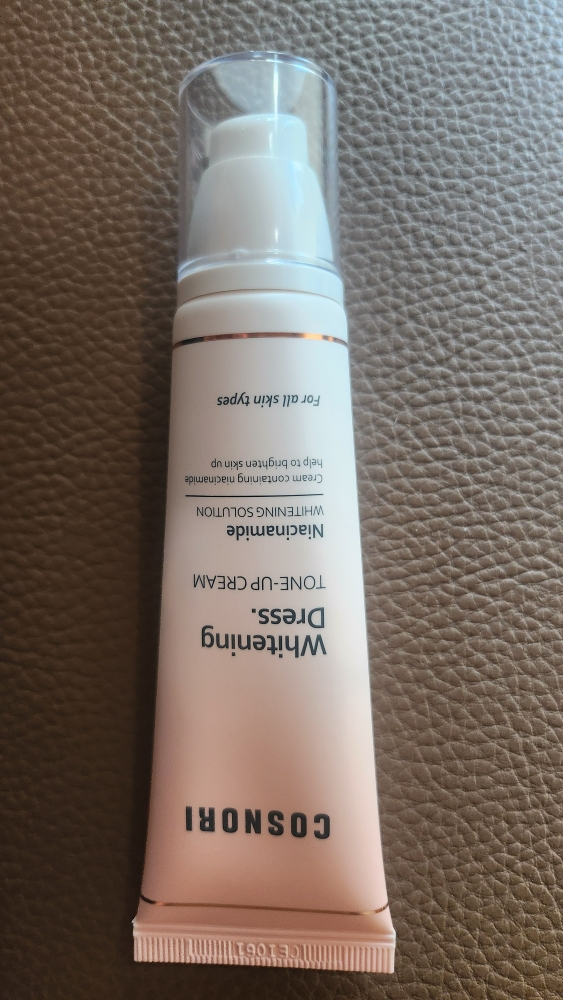 COSNORI
Whitening
Dress.
TONE-UP CREAM
Niacinamide
WHITENING SOLUTION
Cream containing niacinamide
help to brighten skin up
For all skin types